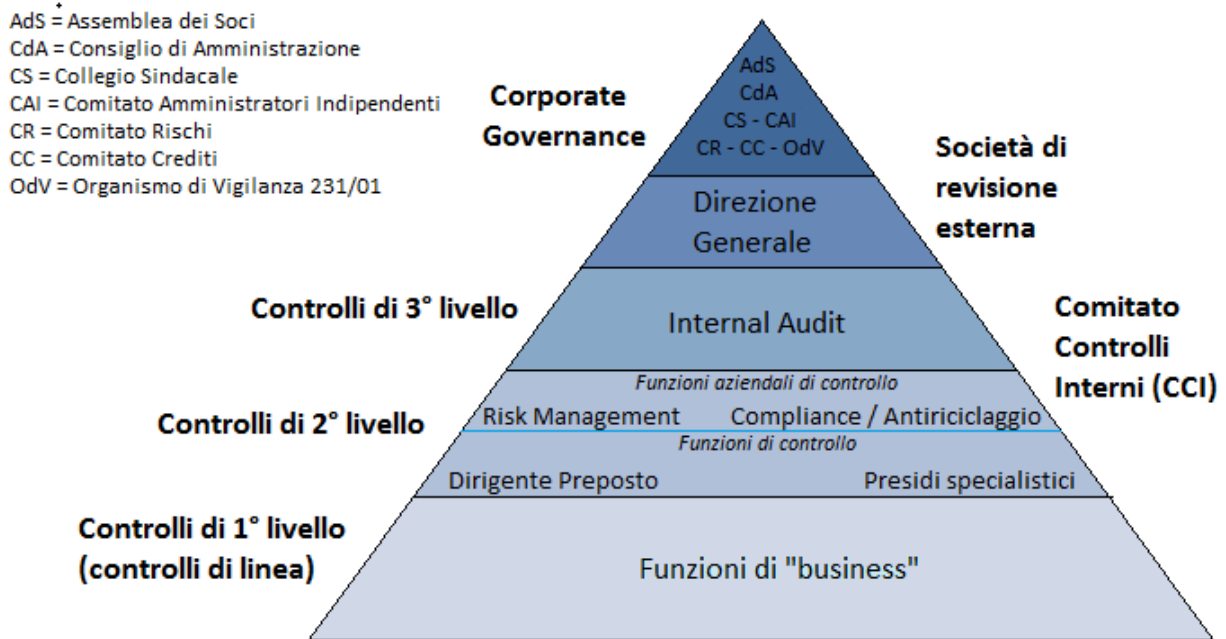 AdS = Assemblea dei Soci
CdA = Consiglio di Amministrazione
CS = Collegio Sindacale
CAI = Comitato Amministratori Indipendenti
CR = Comitato Rischi
CC = Comitato Crediti
OdV = Organismo di Vigilanza 231/01
Corporate
Governance
AdS
CdA
CS - CAI
CR - CC - OdV
Società di
revisione
esterna
Direzione
Generale
Controlli di 3° livello
Internal Audit
Comitato
Controlli
Interni (CCI)
Controlli di 2° livello
Funzioni aziendali di controllo
Risk Management Compliance / Antiriciclaggio
Funzioni di controllo
Dirigente Preposto Presidi specialistici
Controlli di 1° livello
(controlli di linea)
Funzioni di "business"